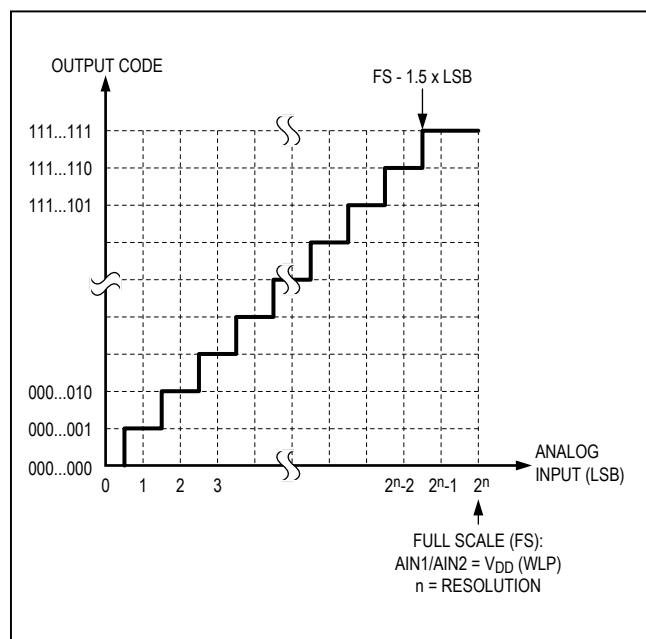 OUTPUT CODE
FS - 1.5 x LSB
111...111
111...110
111...101
000...010
000...001
000...000
0 1 2 3 2ⁿ-2 2ⁿ-1 2ⁿ
ANALOG
INPUT (LSB)
FULL SCALE (FS):
AIN1/AIN2 = VDD (WLP)
n = RESOLUTION